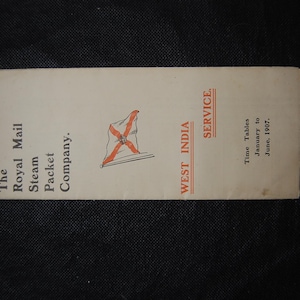 The
Royal Mail
Steam
Packet
Company.
WEST INDIA
SERVICE.
Time Tables
January to
June, 1907.